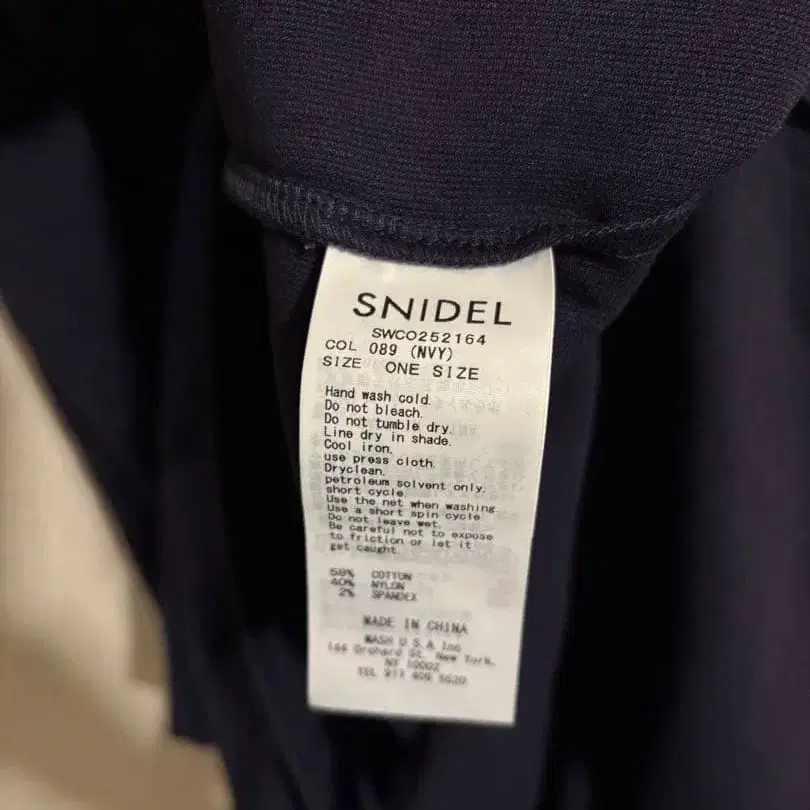 SNIDEL
SWCO252164
COL 089 (NVY)
SIZE ONE SIZE
Hand wash cold.
Do not bleach.
Do not tumble dry.
Line dry in shade.
Cool iron.
use press cloth.
Dryclean.
petroleum solvent only.
short cycle.
Use the net when washing.
Use a short spin cycle.
Do not leave wet.
Be careful not to expose
to friction or let it
get caught.
58% COTTON
40% NYLON
2% SPANDEX
MADE IN CHINA
MASH U S A Inc
Orchard St. New York.
10002
TEL